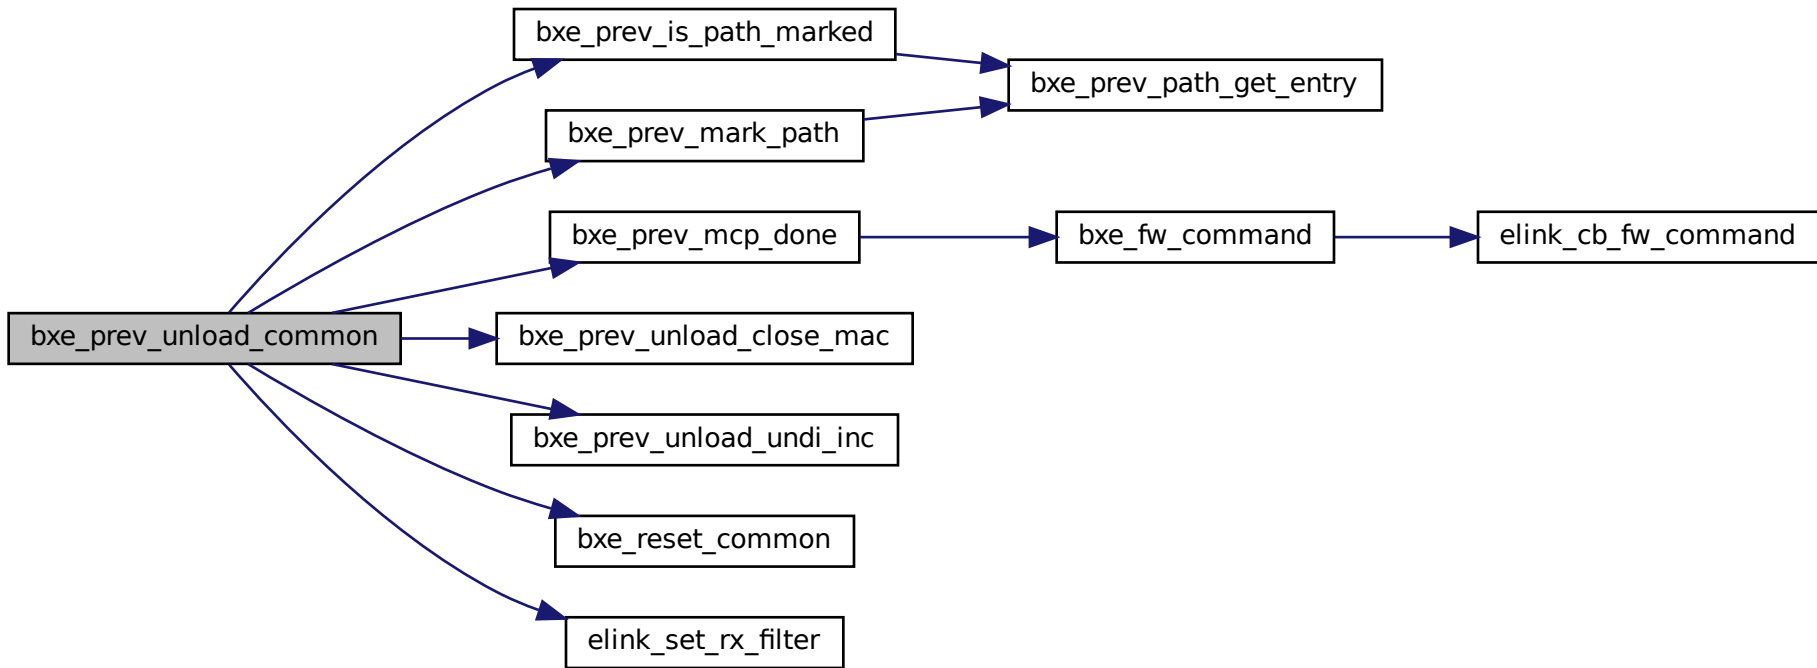 bxe_prev_is_path_marked
bxe_prev_path_get_entry
bxe_prev_mark_path
bxe_prev_mcp_done
bxe_fw_command
elink_cb_fw_command
bxe_prev_unload_common
bxe_prev_unload_close_mac
bxe_prev_unload_undi_inc
bxe_reset_common
elink_set_rx_filter